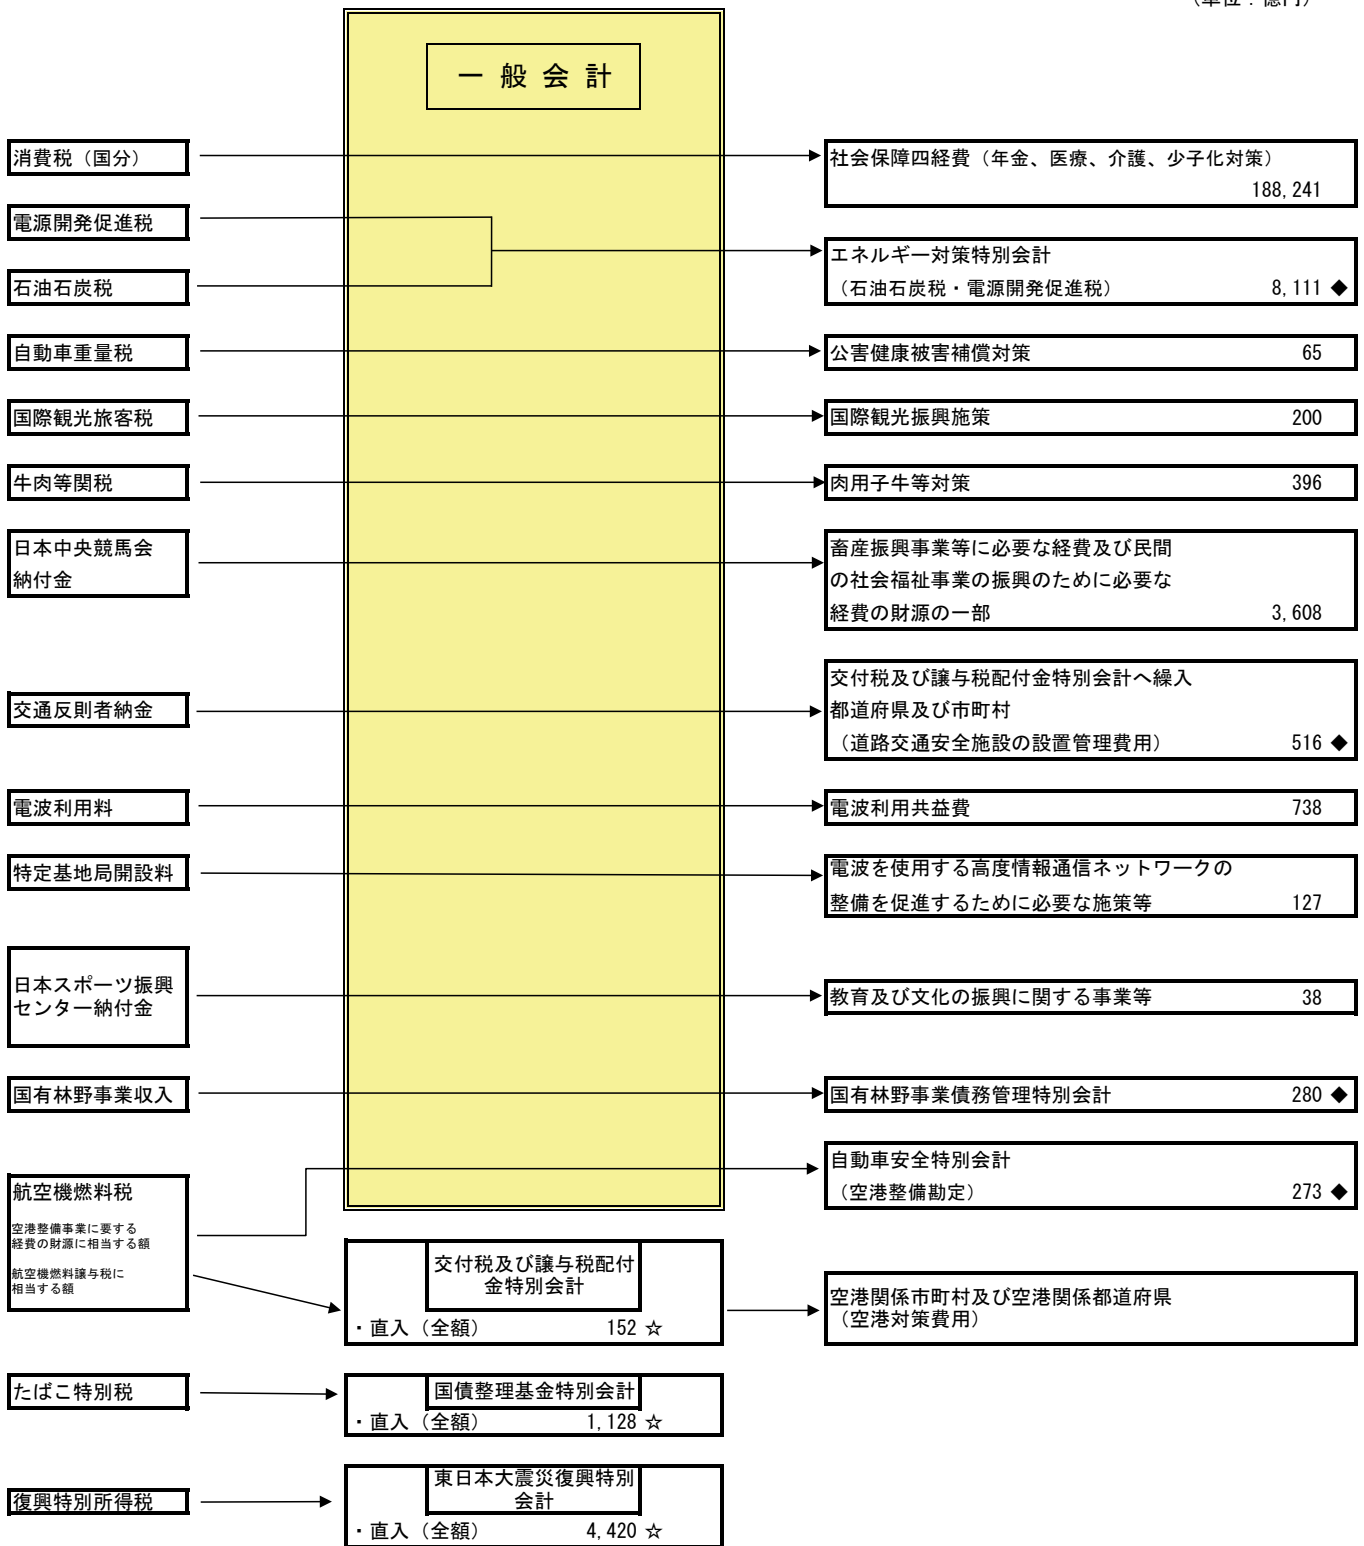 (単位：億円)
一般会計
消費税（国分）
社会保障四経費（年金、医療、介護、少子化対策）
188,241
電源開発促進税
石油石炭税
エネルギー対策特別会計
（石油石炭税・電源開発促進税） 8,111 ◆
自動車重量税
公害健康被害補償対策 65
国際観光旅客税
国際観光振興施策 200
牛肉等関税
肉用子牛等対策 396
日本中央競馬会
納付金
畜産振興事業等に必要な経費及び民間
の社会福祉事業の振興のために必要な
経費の財源の一部 3,608
交通反則者納金
交付税及び譲与税配付金特別会計へ繰入
都道府県及び市町村
（道路交通安全施設の設置管理費用） 516 ◆
電波利用料
電波利用共益費 738
特定基地局開設料
電波を使用する高度情報通信ネットワークの
整備を促進するために必要な施策等 127
日本スポーツ振興
センター納付金
教育及び文化の振興に関する事業等 38
国有林野事業収入
国有林野事業債務管理特別会計 280 ◆
航空機燃料税
空港整備事業に要する
経費の財源に相当する額
航空機燃料譲与税に
相当する額
自動車安全特別会計
（空港整備勘定） 273 ◆
交付税及び譲与税配付
金特別会計
・直入（全額） 152 ☆
空港関係市町村及び空港関係都道府県
（空港対策費用）
たばこ特別税
国債整理基金特別会計
・直入（全額） 1,128 ☆
復興特別所得税
東日本大震災復興特別
会計
・直入（全額） 4,420 ☆